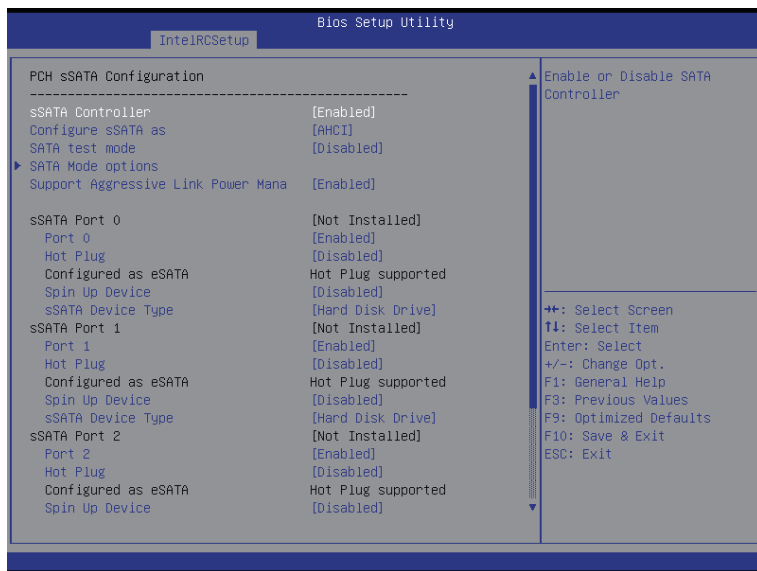 Bios Setup Utility
IntelRCSetup
PCH sSATA Configuration
------------------------------------------------
sSATA Controller [Enabled]
Configure sSATA as [AHCI]
SATA test mode [Disabled]
SATA Mode options
Support Aggressive Link Power Mana [Enabled]
sSATA Port 0 [Not Installed]
Port 0 [Enabled]
Hot Plug [Disabled]
Configured as eSATA Hot Plug supported
Spin Up Device [Disabled]
sSATA Device Type [Hard Disk Drive]
sSATA Port 1 [Not Installed]
Port 1 [Enabled]
Hot Plug [Disabled]
Configured as eSATA Hot Plug supported
Spin Up Device [Disabled]
sSATA Device Type [Hard Disk Drive]
sSATA Port 2 [Not Installed]
Port 2 [Enabled]
Hot Plug [Disabled]
Configured as eSATA Hot Plug supported
Spin Up Device [Disabled]
Enable or Disable SATA
Controller
→←: Select Screen
↑↓: Select Item
Enter: Select
+/-: Change Opt.
F1: General Help
F3: Previous Values
F9: Optimized Defaults
F10: Save & Exit
ESC: Exit